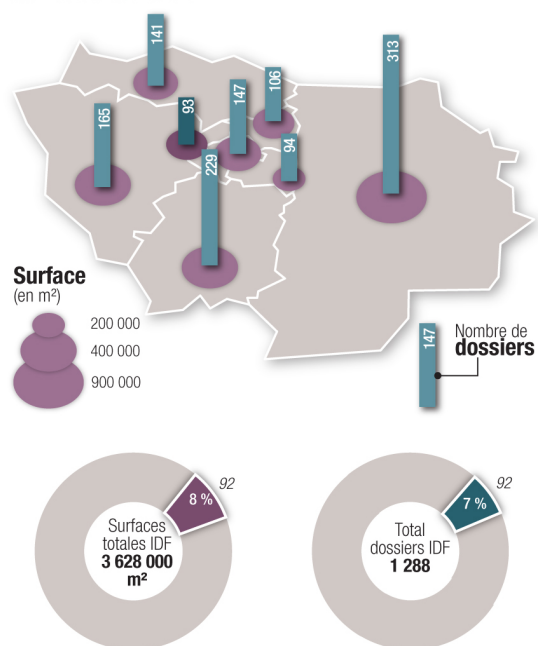 141
313
106
147
93
165
94
229
Surface
(en m²)
200 000
400 000
900 000
147
Nombre de
dossiers
8 %
92
Surfaces
totales IDF
3 628 000
m²
7 %
92
Total
dossiers IDF
1 288